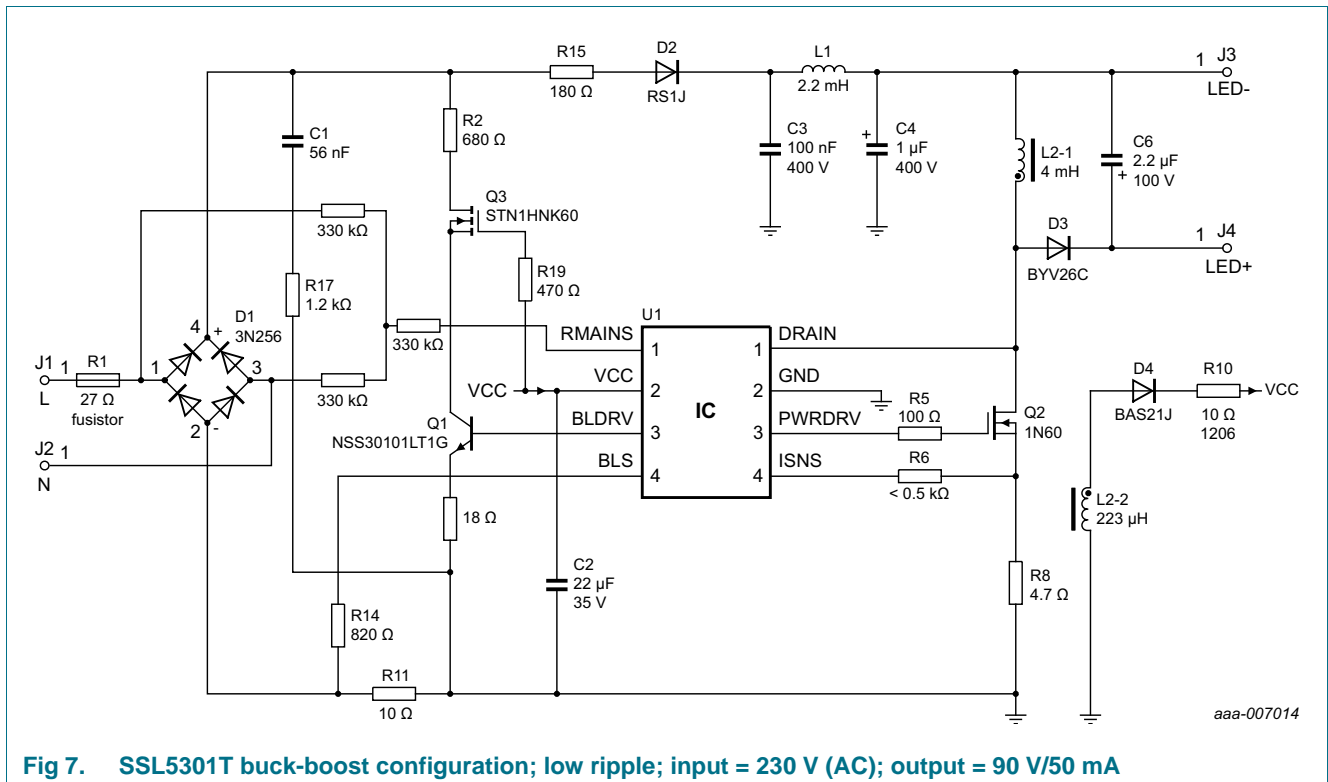 R15
180 Ω
D2
RS1J
L1
2.2 mH
1
J3
LED-
C1
56 nF
R2
680 Ω
C3
100 nF
400 V
+
C4
1 µF
400 V
L2-1
4 mH
C6
2.2 µF
100 V
+
Q3
STN1HNK60
330 kΩ
D3
BYV26C
1
J4
LED+
R17
1.2 kΩ
R19
470 Ω
D1
3N256
4
+
330 kΩ
RMAINS
U1
1
DRAIN
1
J1
1
L
R1
27 Ω
fusistor
1
3
330 kΩ
VCC
VCC
2
IC
GND
2
D4
BAS21J
R10
10 Ω
1206
VCC
2
-
Q1
NSS30101LT1G
BLDRV
3
PWRDRV
3
R5
100 Ω
Q2
1N60
J2
1
N
BLS
4
ISNS
4
R6
< 0.5 kΩ
18 Ω
L2-2
223 µH
C2
22 µF
35 V
R8
4.7 Ω
R14
820 Ω
R11
10 Ω
aaa-007014
Fig 7. SSL5301T buck-boost configuration; low ripple; input = 230 V (AC); output = 90 V/50 mA